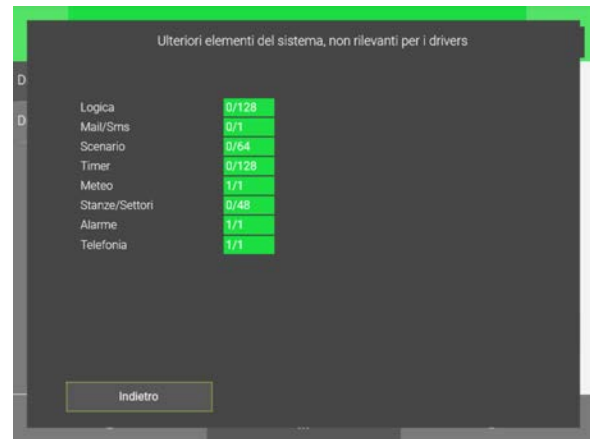 Ulteriori elementi del sistema, non rilevanti per i drivers
D
D
Logica 0/128
Mail/Sms 0/1
Scenario 0/64
Timer 0/128
Meteo 1/1
Stanze/Settori 0/48
Alarme 1/1
Telefonia 1/1
Indietro